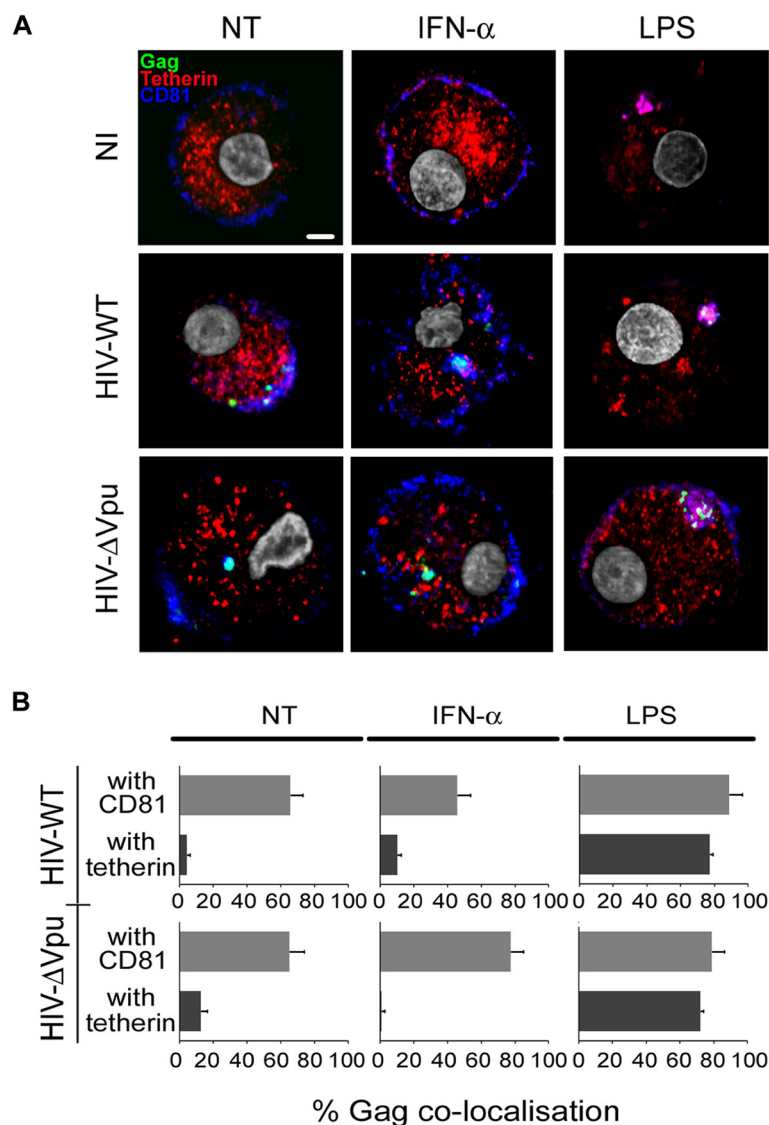 A
NT IFN-α LPS
Gag
Tetherin
CD81
NI
HIV-WT
HIV-ΔVpu
B
NT IFN-α LPS
HIV-WT
with
CD81
with
tetherin
0 20 40 60 80 100 0 20 40 60 80 100 0 20 40 60 80 100
HIV-ΔVpu
with
CD81
with
tetherin
0 20 40 60 80 100 0 20 40 60 80 100 0 20 40 60 80 100
% Gag co-localisation